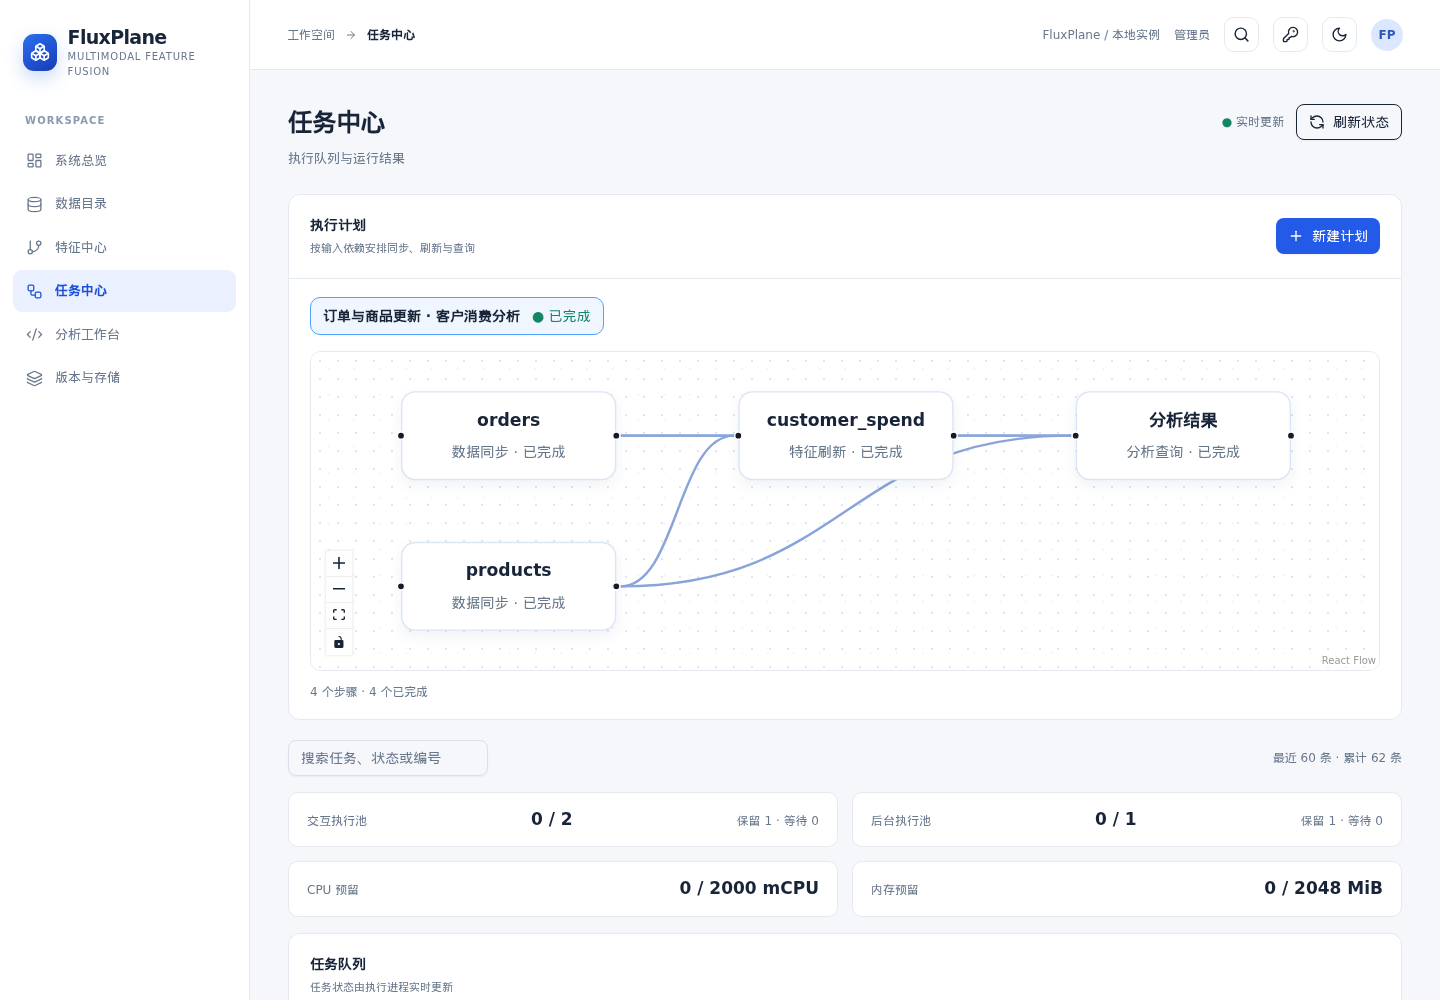 FluxPlane
MULTIMODAL FEATURE
FUSION
WORKSPACE
系统总览
数据目录
特征中心
任务中心
分析工作台
版本与存储
工作空间 → 任务中心
FluxPlane / 本地实例 管理员 FP
任务中心
执行队列与运行结果
实时更新 刷新状态
执行计划
按输入依赖安排同步、刷新与查询
新建计划
订单与商品更新 · 客户消费分析 已完成
orders
数据同步 · 已完成
customer_spend
特征刷新 · 已完成
分析结果
分析查询 · 已完成
products
数据同步 · 已完成
React Flow
4 个步骤 · 4 个已完成
搜索任务、状态或编号
最近 60 条 · 累计 62 条
交互执行池 0 / 2 保留 1 · 等待 0
后台执行池 0 / 1 保留 1 · 等待 0
CPU 预留 0 / 2000 mCPU
内存预留 0 / 2048 MiB
任务队列
任务状态由执行进程实时更新